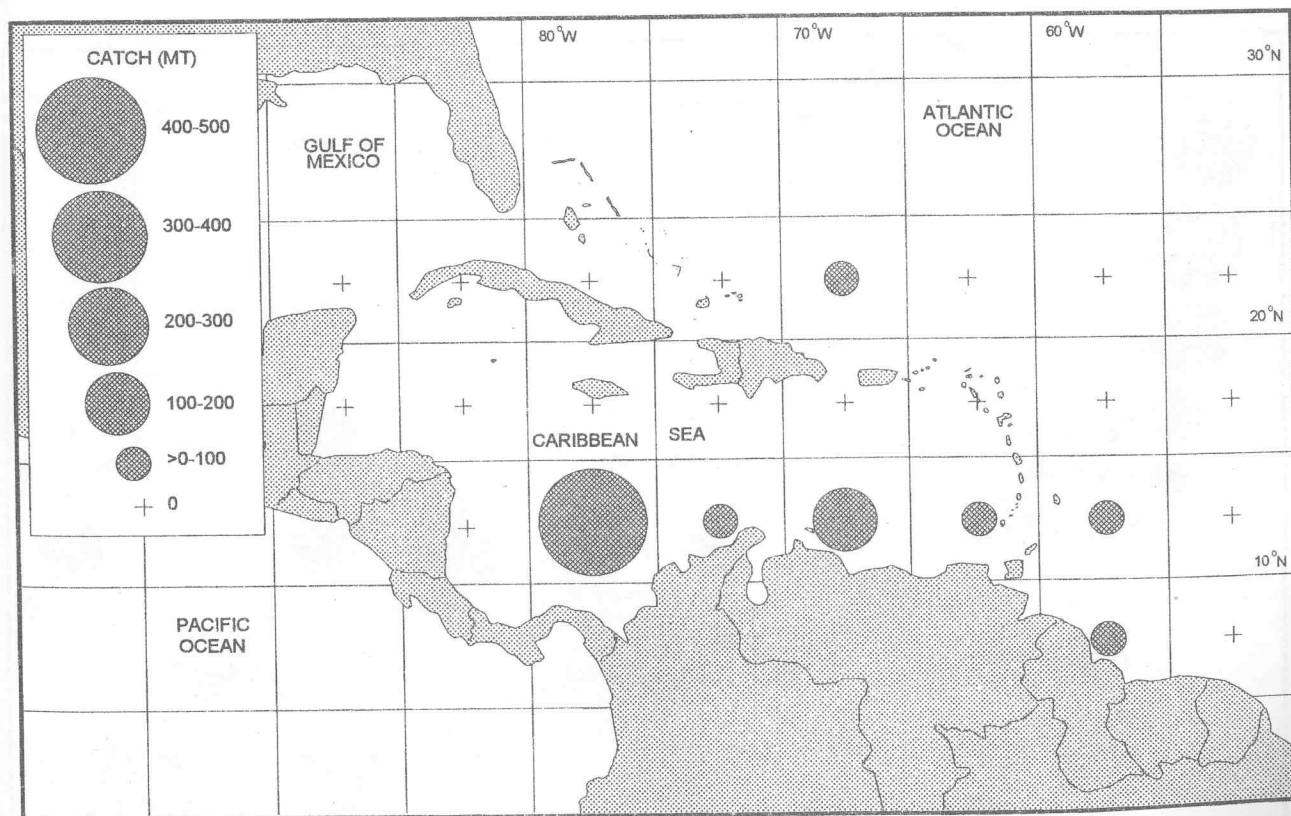 CATCH (MT)
400-500
300-400
200-300
100-200
>0-100
0
80°W
70°W
60°W
30°N
ATLANTIC
OCEAN
GULF OF
MEXICO
20°N
CARIBBEAN SEA
10°N
PACIFIC
OCEAN